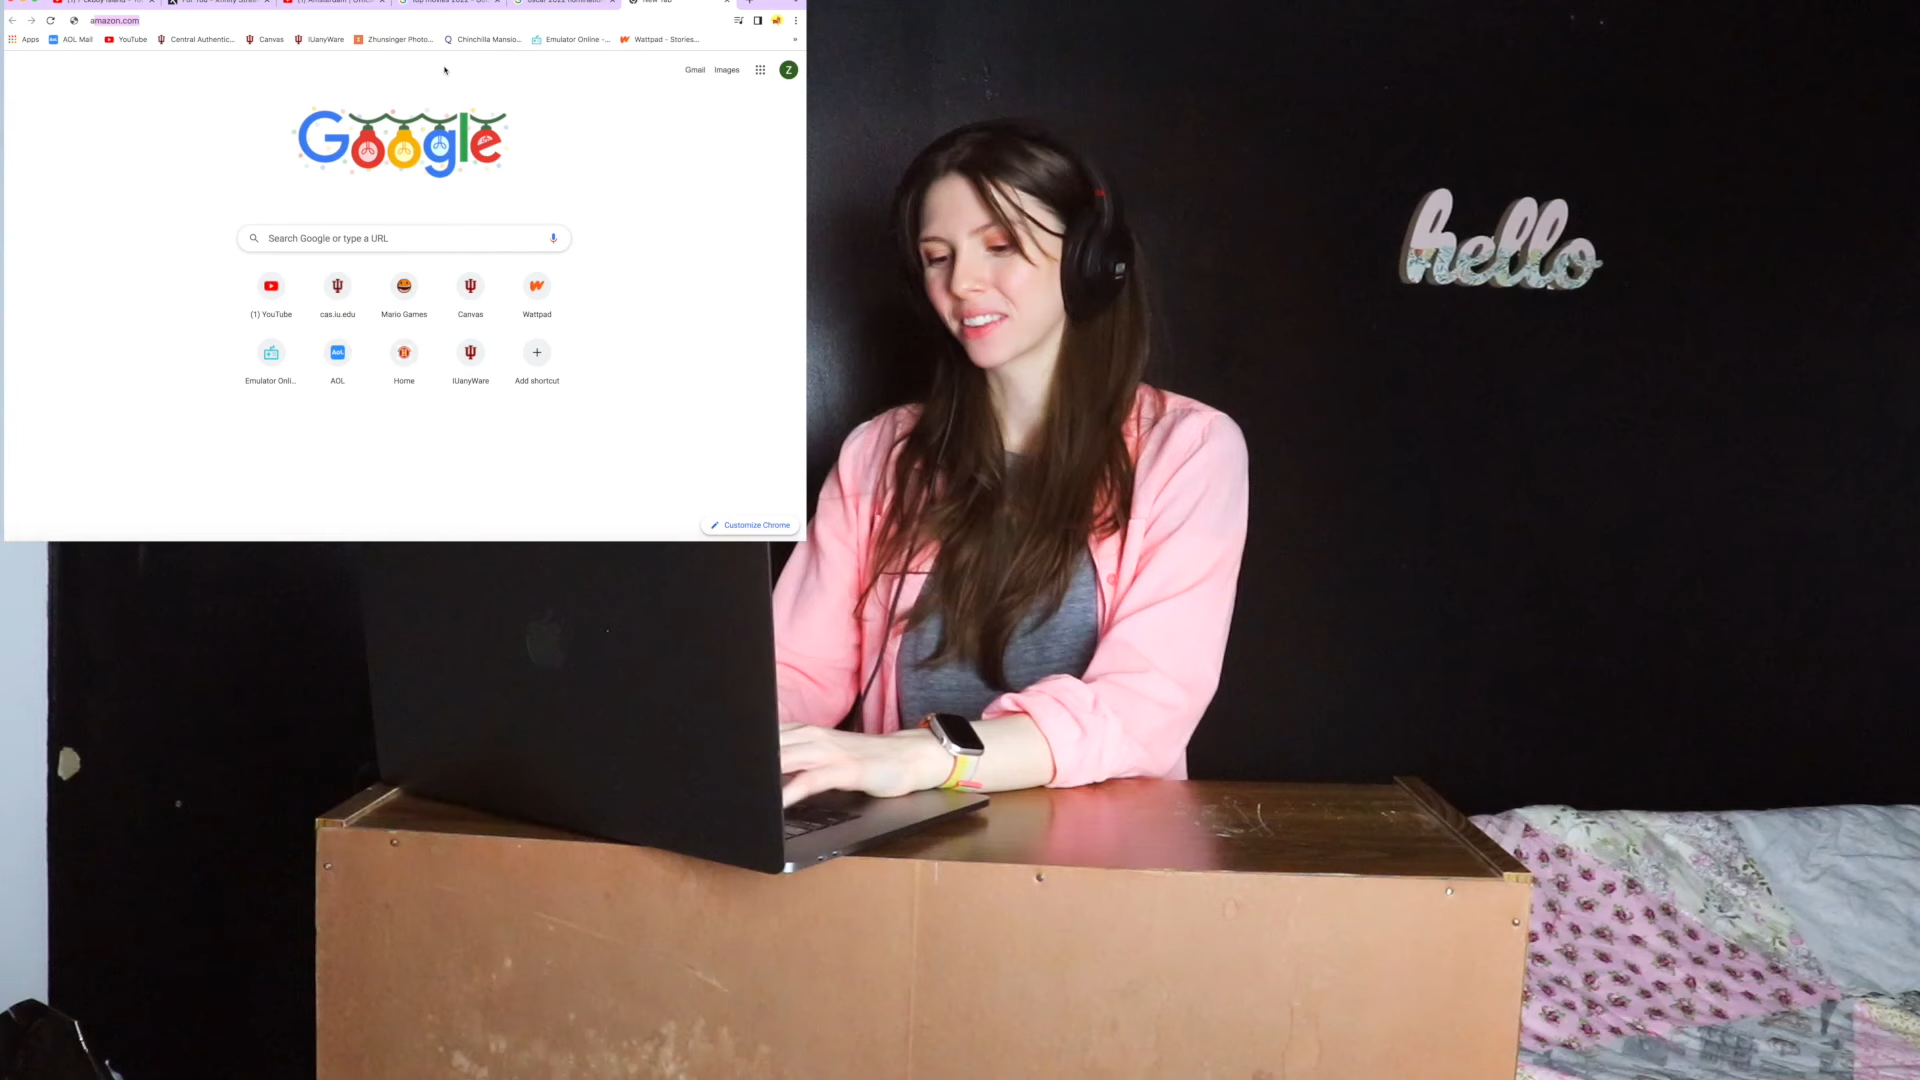 amazon.com
Apps AOL Mail YouTube Central Authentic... Canvas IUanyWare Zhunsinger Photo... Chinchilla Mansio... Emulator Online -... Wattpad - Stories... »
Gmail Images Z
Google
Search Google or type a URL
(1) YouTube cas.iu.edu Mario Games Canvas Wattpad
Aol.
Emulator Onli... AOL Home IUanyWare Add shortcut
Customize Chrome
hello